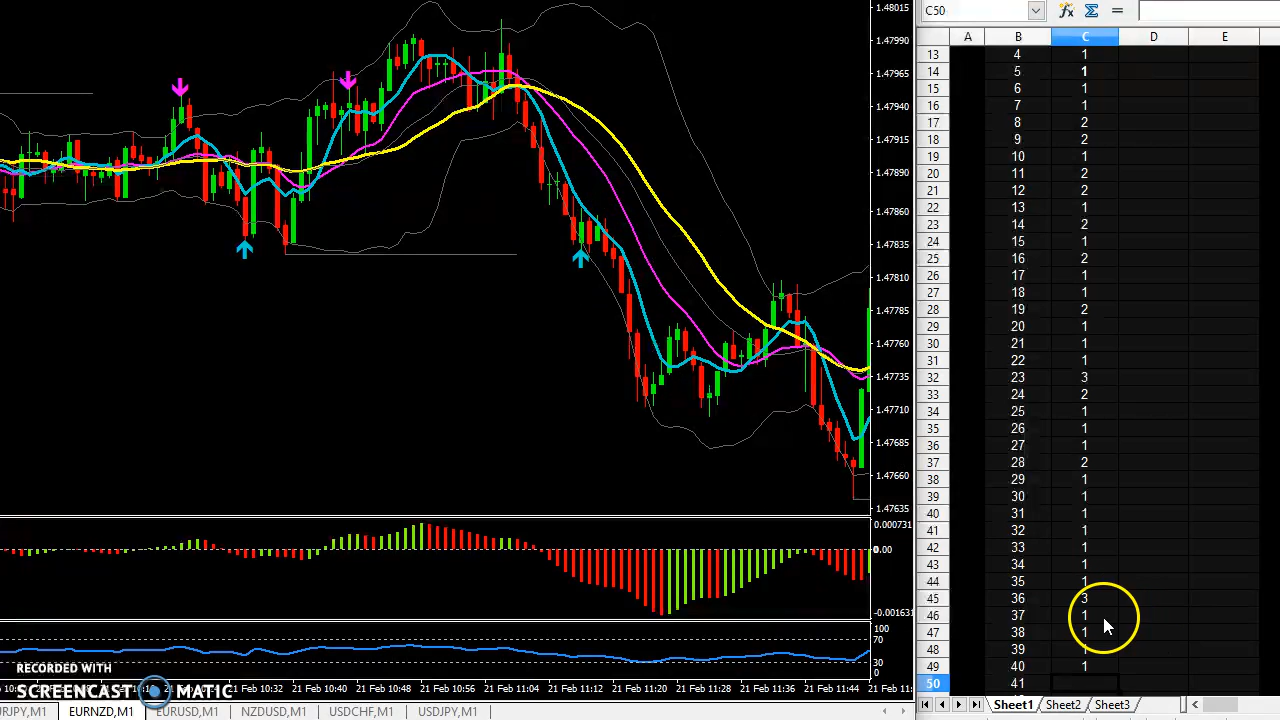 1.48015
1.47990
1.47965
1.47940
1.47915
1.47890
1.47860
1.47835
1.47810
1.47785
1.47760
1.47735
1.47710
1.47685
1.47660
1.47635
0.000731
0.00
-0.001631
100
70
30
0
21 Feb 10:32
21 Feb 10:40
21 Feb 10:48
21 Feb 10:56
21 Feb 11:04
21 Feb 11:12
21 Feb 11:28
21 Feb 11:36
21 Feb 11:44
RECORDED WITH
SCREENCAST MATIC
EURNZD,M1
EURUSD,M1
NZDUSD,M1
USDCHF,M1
USDJPY,M1
C50
A B C D E
13 4 1
14 5 1
15 6 1
16 7 1
17 8 2
18 9 2
19 10 1
20 11 2
21 12 2
22 13 1
23 14 2
24 15 1
25 16 2
26 17 1
27 18 1
28 19 2
29 20 1
30 21 1
31 22 1
32 23 3
33 24 2
34 25 1
35 26 1
36 27 1
37 28 2
38 29 1
39 30 1
40 31 1
41 32 1
42 33 1
43 34 1
44 35 1
45 36 3
46 37 1
47 38 1
48 39 1
49 40 1
50 41
Sheet1 Sheet2 Sheet3